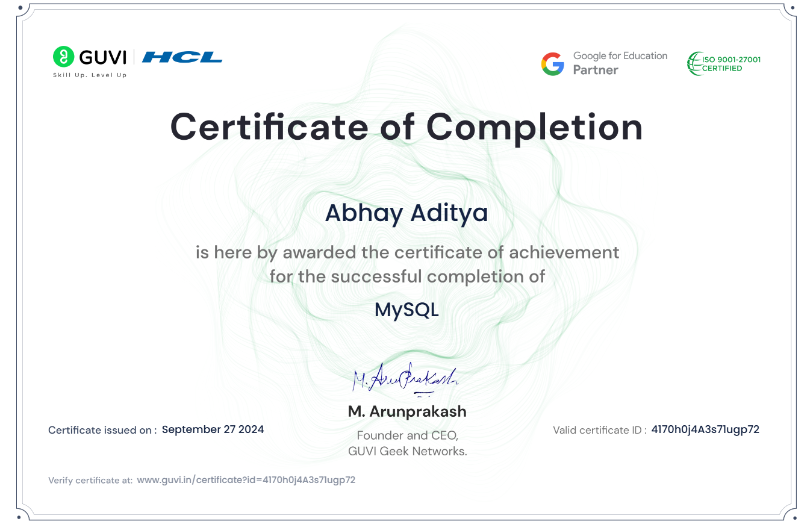 GUVI HCL
Skill Up. Level Up
Google for Education
Partner
ISO 9001-27001
CERTIFIED
Certificate of Completion
Abhay Aditya
is here by awarded the certificate of achievement
for the successful completion of
MySQL
M. Arunprakash
M. Arunprakash
Founder and CEO,
GUVI Geek Networks.
Certificate issued on : September 27 2024
Valid certificate ID : 4170h0j4A3s71ugp72
Verify certificate at: www.guvi.in/certificate?id=4170h0j4A3s71ugp72